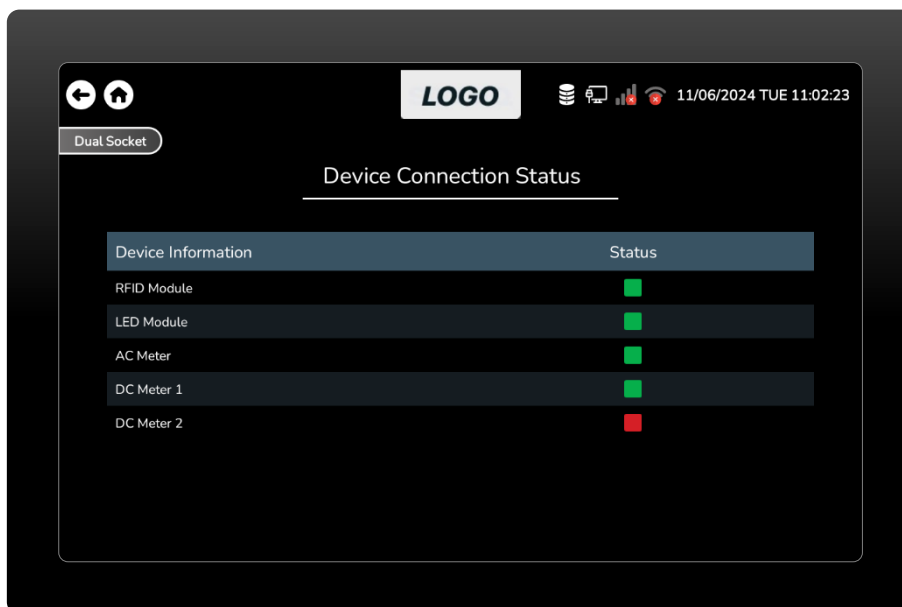 LOGO
11/06/2024 TUE 11:02:23
Dual Socket
Device Connection Status
Device Information Status
RFID Module
LED Module
AC Meter
DC Meter 1
DC Meter 2